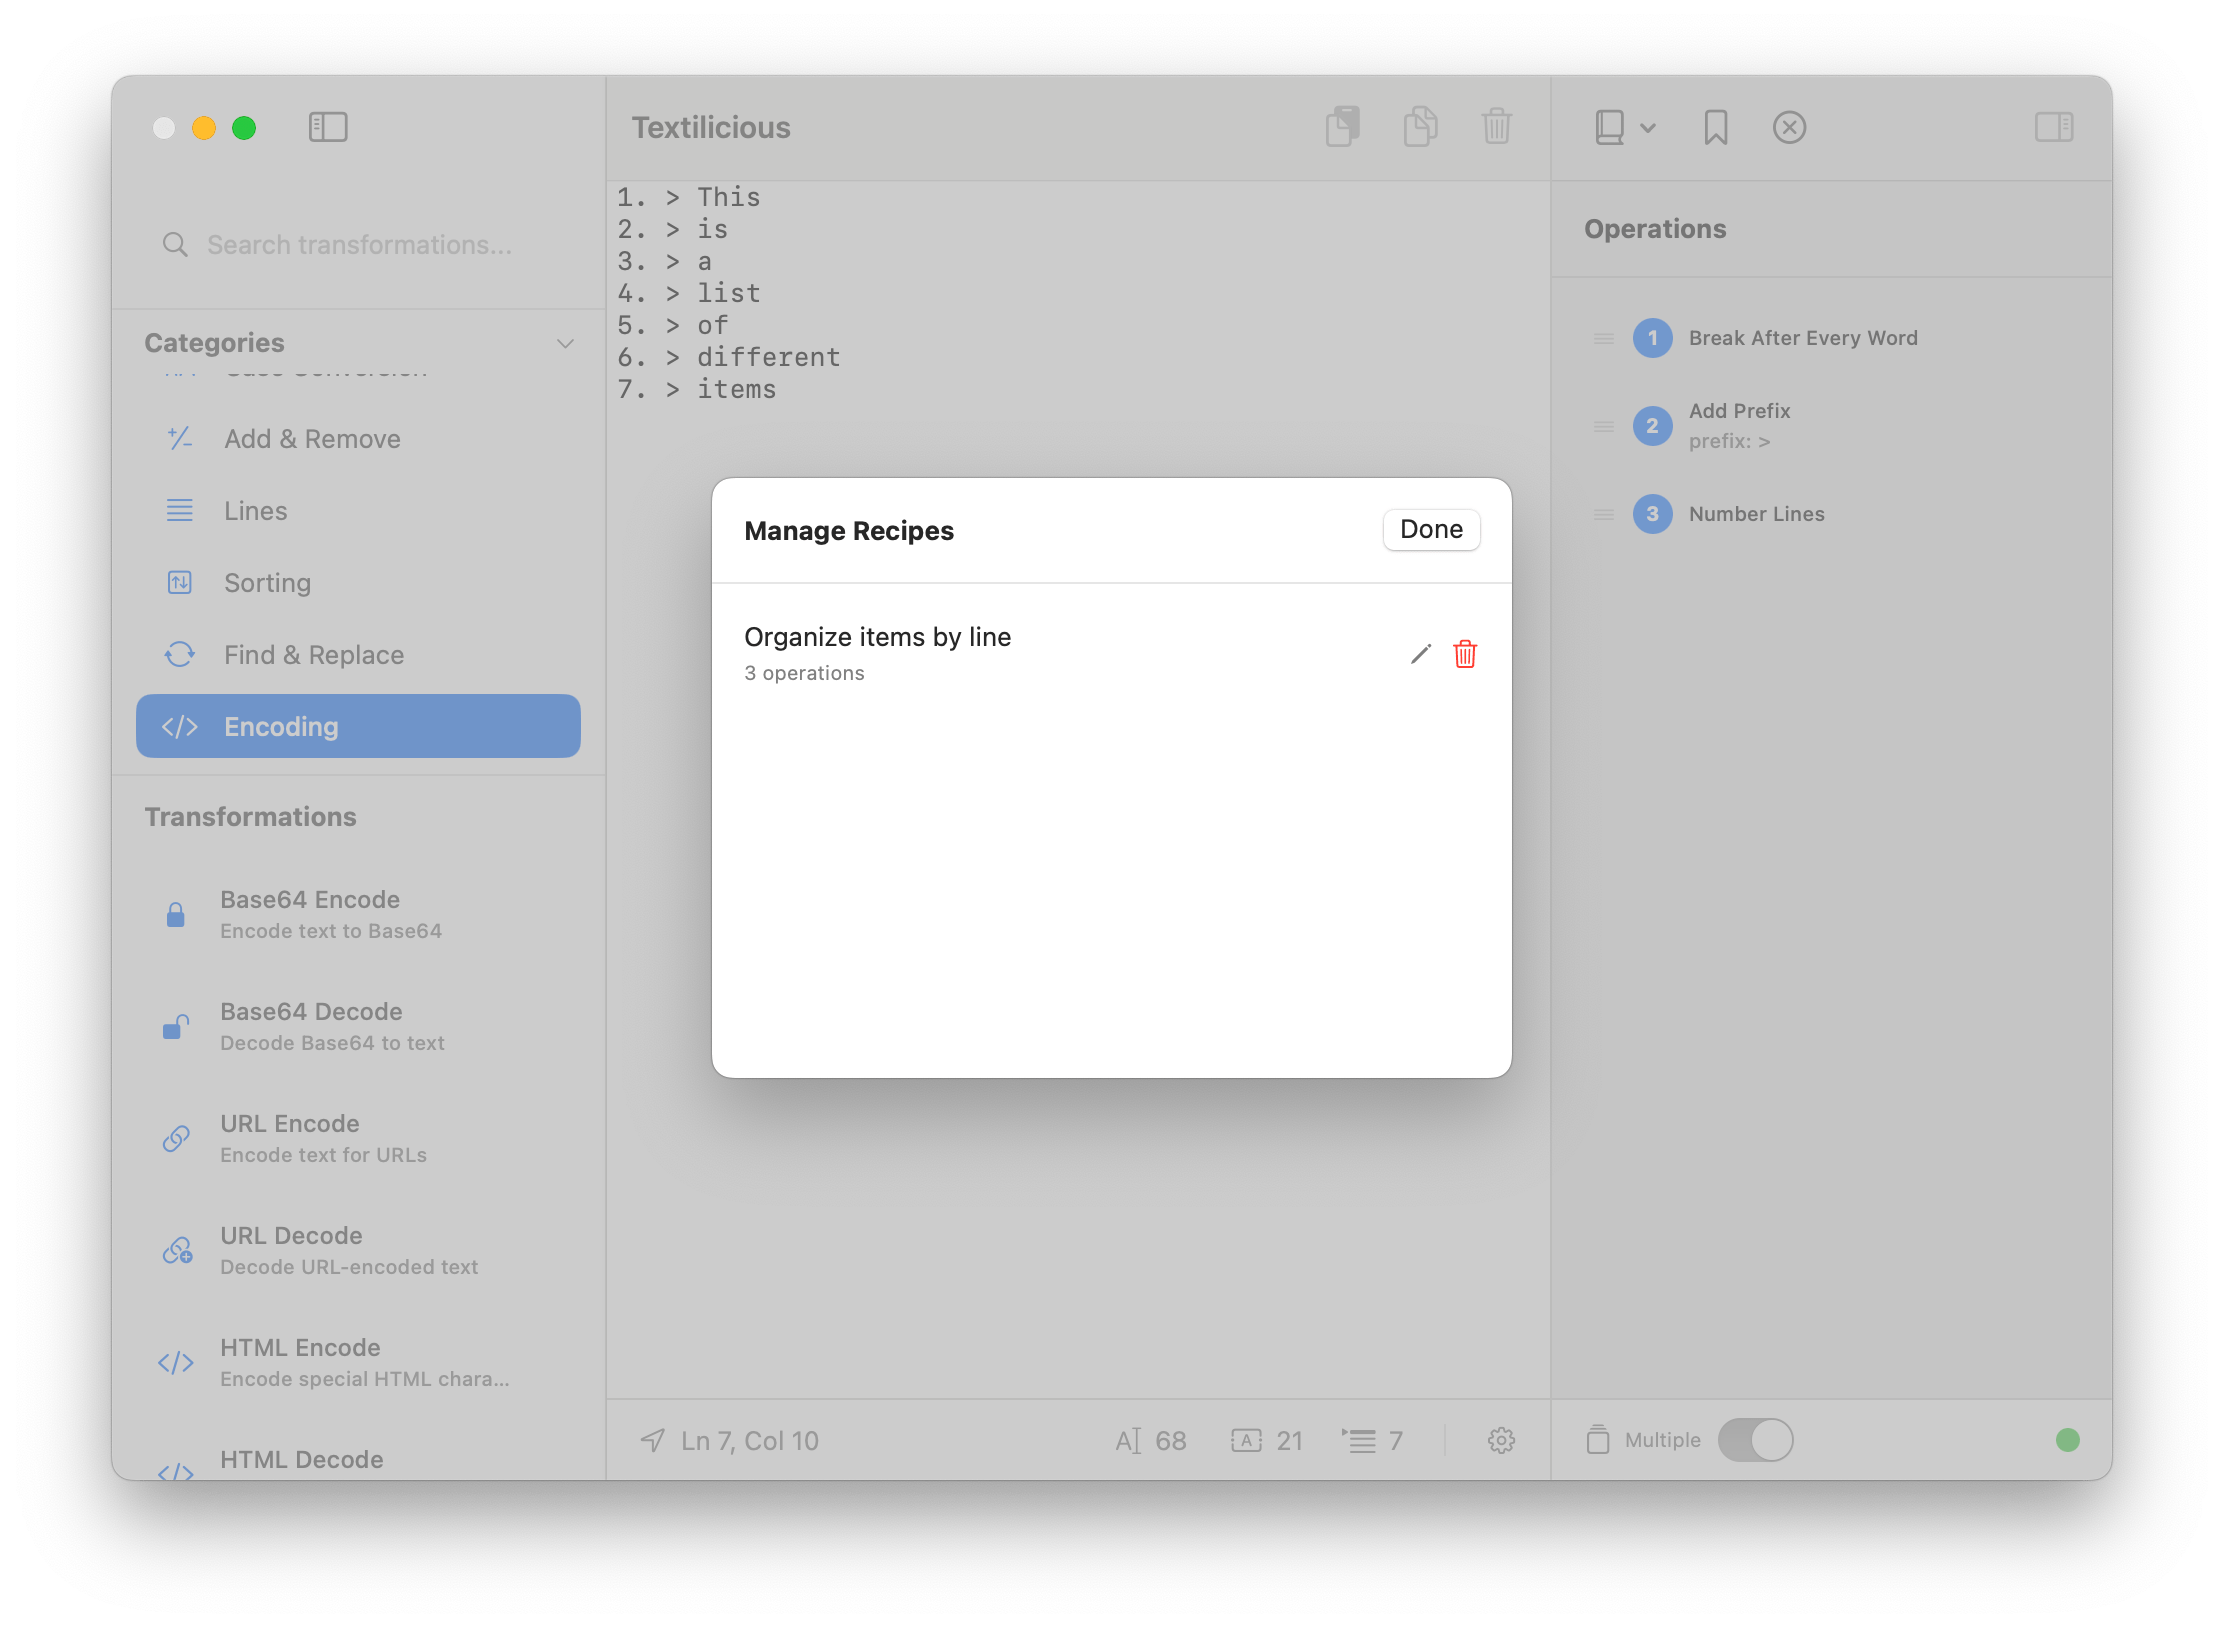 Textilicious
Search transformations...
Categories
Case Conversion
Add & Remove
Lines
Sorting
Find & Replace
Encoding
Transformations
Base64 Encode
Encode text to Base64
Base64 Decode
Decode Base64 to text
URL Encode
Encode text for URLs
URL Decode
Decode URL-encoded text
HTML Encode
Encode special HTML chara...
HTML Decode
1. > This
2. > is
3. > a
4. > list
5. > of
6. > different
7. > items
Manage Recipes
Done
Organize items by line
3 operations
Ln 7, Col 10
68
A 21
7
Operations
1 Break After Every Word
2 Add Prefix
prefix: >
3 Number Lines
Multiple